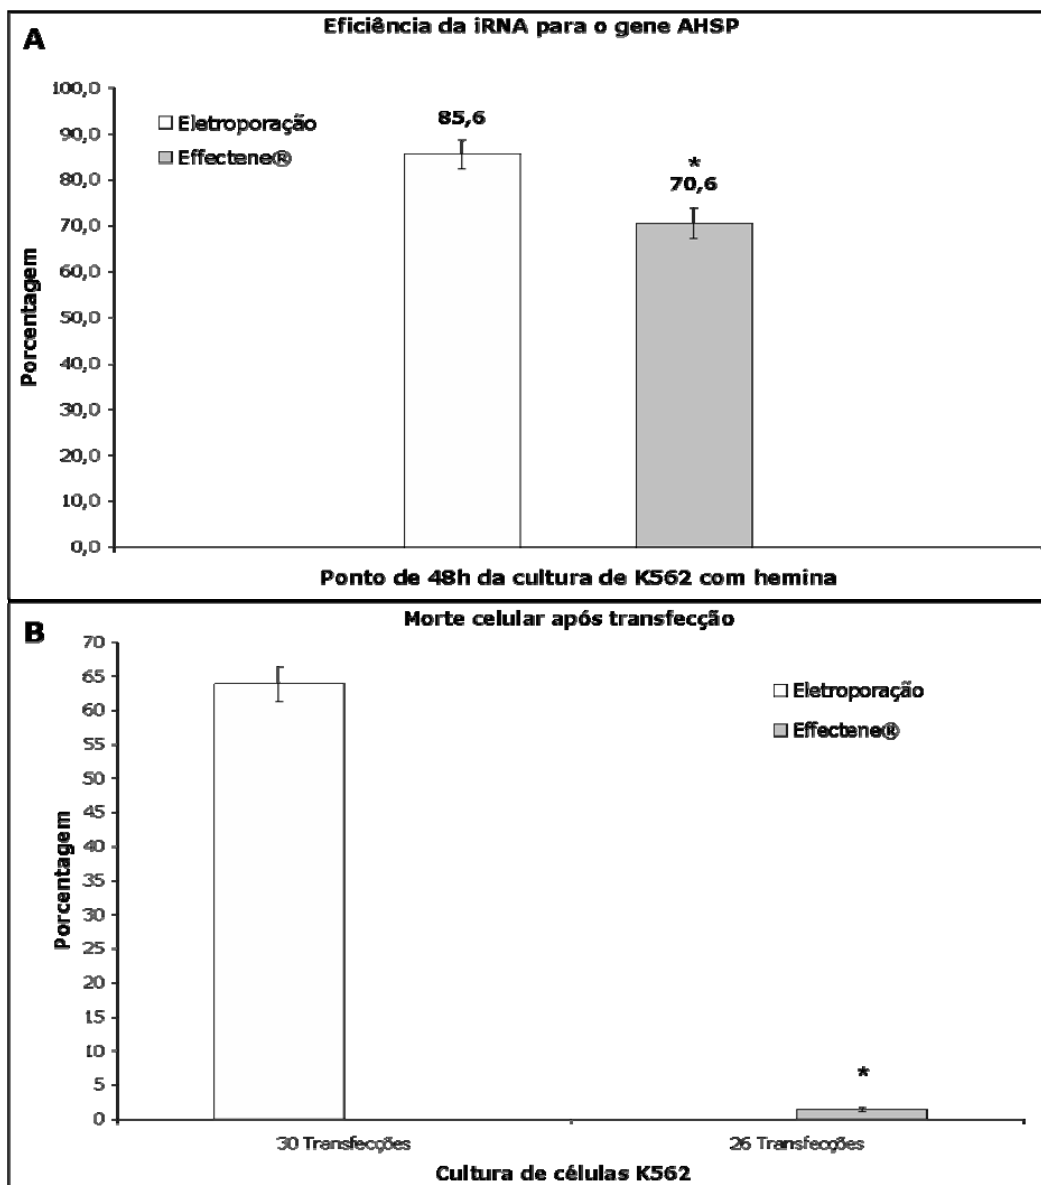 A
Eficiência da iRNA para o gene AHSP
100,0
90,0
80,0
70,0
60,0
50,0
40,0
30,0
20,0
10,0
0,0
Porcentagem
Eletroporação
Effectene®
85,6
*
70,6
Ponto de 48h da cultura de K562 com hemina
B
Morte celular após transfecção
70
65
60
55
50
45
40
35
30
25
20
15
10
5
0
Porcentagem
Eletroporação
Effectene®
*
30 Transfecções
26 Transfecções
Cultura de células K562